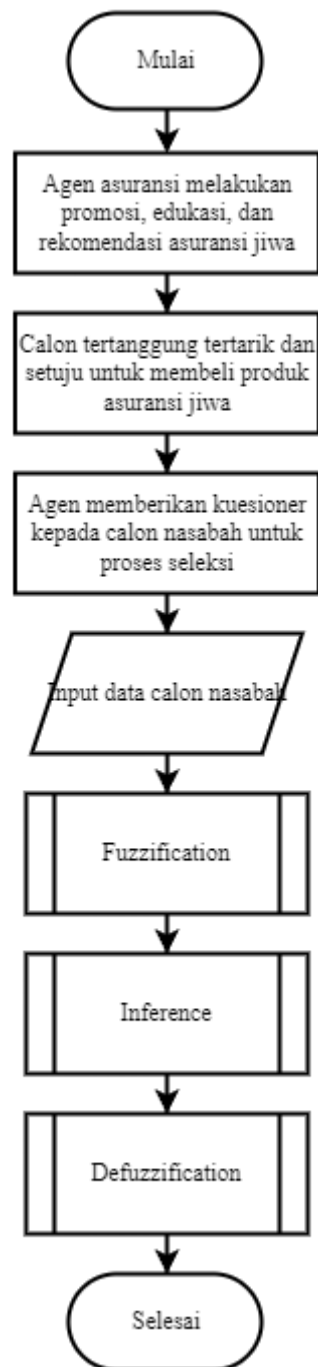 Mulai
Agen asuransi melakukan
promosi, edukasi, dan
rekomendasi asuransi jiwa
Calon tertanggung tertarik dan
setuju untuk membeli produk
asuransi jiwa
Agen memberikan kuesioner
kepada calon nasabah untuk
proses seleksi
Input data calon nasabah
Fuzzification
Inference
Defuzzification
Selesai